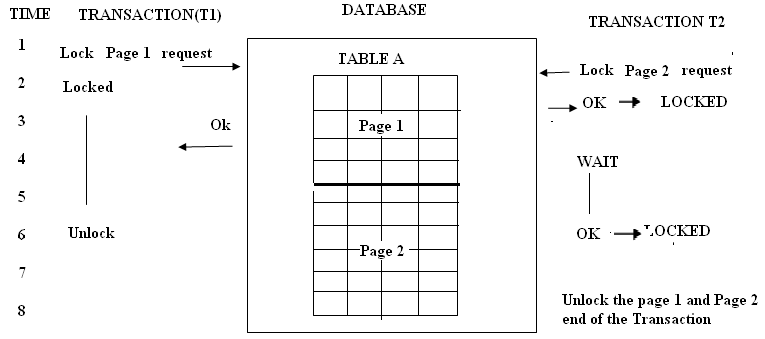 TIME TRANSACTION(T1) DATABASE TRANSACTION T2
1 Lock Page 1 request
TABLE A
Lock Page 2 request
2 Locked
OK LOCKED
3 Ok Page 1
4 WAIT
5
6 Unlock
OK LOCKED
Page 2
7
8
Unlock the page 1 and Page 2
end of the Transaction